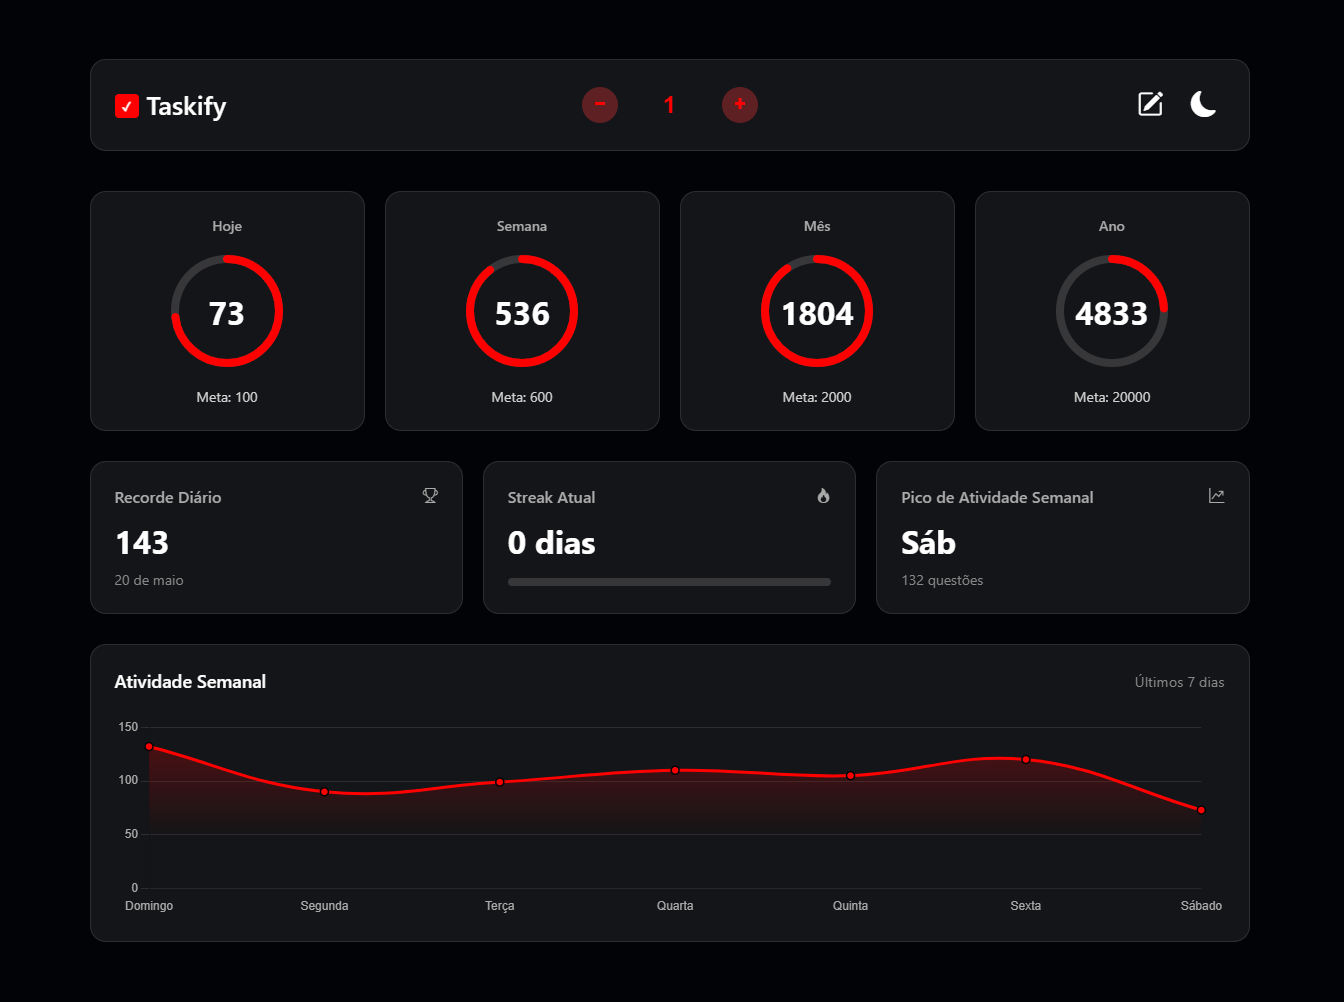 Taskify
− 1 +
Hoje
73
Meta: 100
Semana
536
Meta: 600
Mês
1804
Meta: 2000
Ano
4833
Meta: 20000
Recorde Diário
143
20 de maio
Streak Atual
0 dias
Pico de Atividade Semanal
Sáb
132 questões
Atividade Semanal
Últimos 7 dias
150
100
50
0
Domingo Segunda Terça Quarta Quinta Sexta Sábado